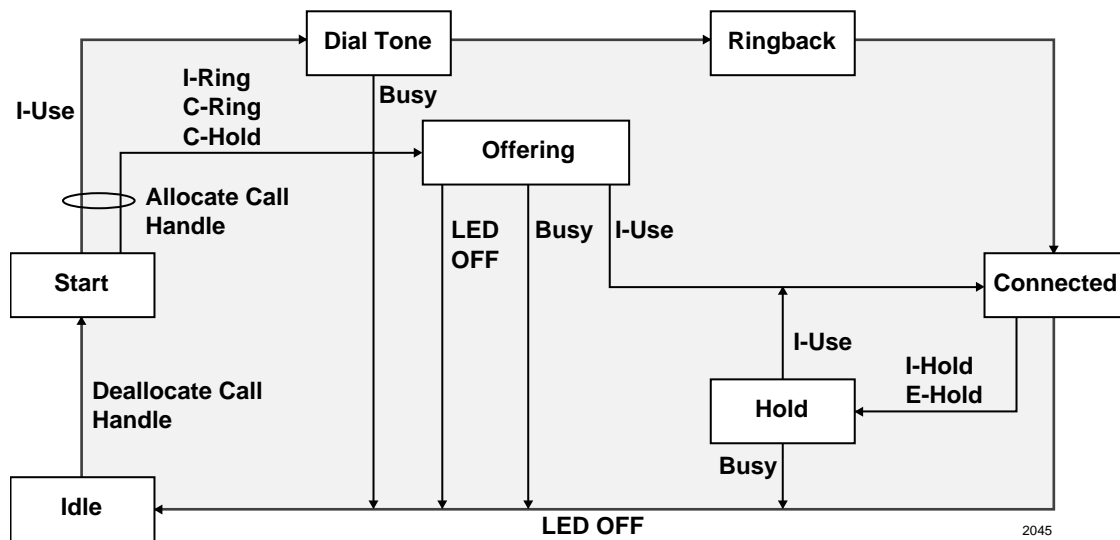 Dial Tone
Ringback
I-Ring
C-Ring
C-Hold
I-Use
Busy
Offering
Allocate Call
Handle
LED
OFF
Busy
I-Use
Start
Connected
I-Use
I-Hold
E-Hold
Deallocate Call
Handle
Hold
Busy
Idle
LED OFF
2045